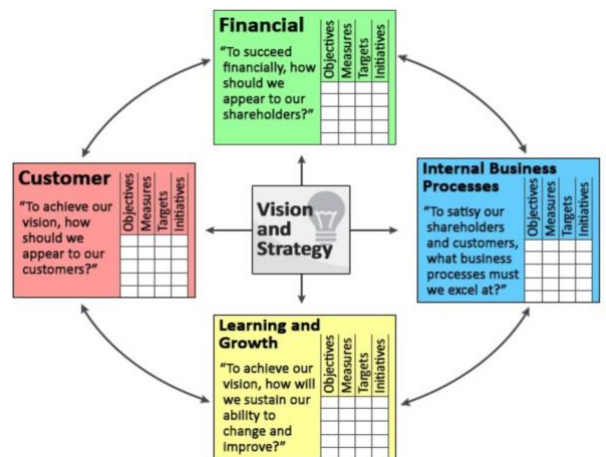 Financial
"To succeed
financially, how
should we
appear to our
shareholders?"
Objectives
Measures
Targets
Initiatives
Customer
"To achieve our
vision, how
should we
appear to our
customers?"
Objectives
Measures
Targets
Initiatives
Vision
and
Strategy
Internal Business
Processes
"To satisy our
shareholders
and customers,
what business
processes must
we excel at?"
Objectives
Measures
Targets
Initiatives
Learning and
Growth
"To achieve our
vision, how will
we sustain our
ability to
change and
improve?"
Objectives
Measures
Targets
Initiatives